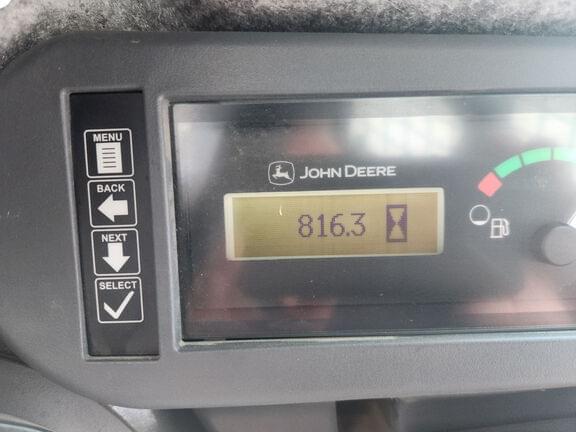 MENU
BACK
NEXT
SELECT
JOHN DEERE
816.3